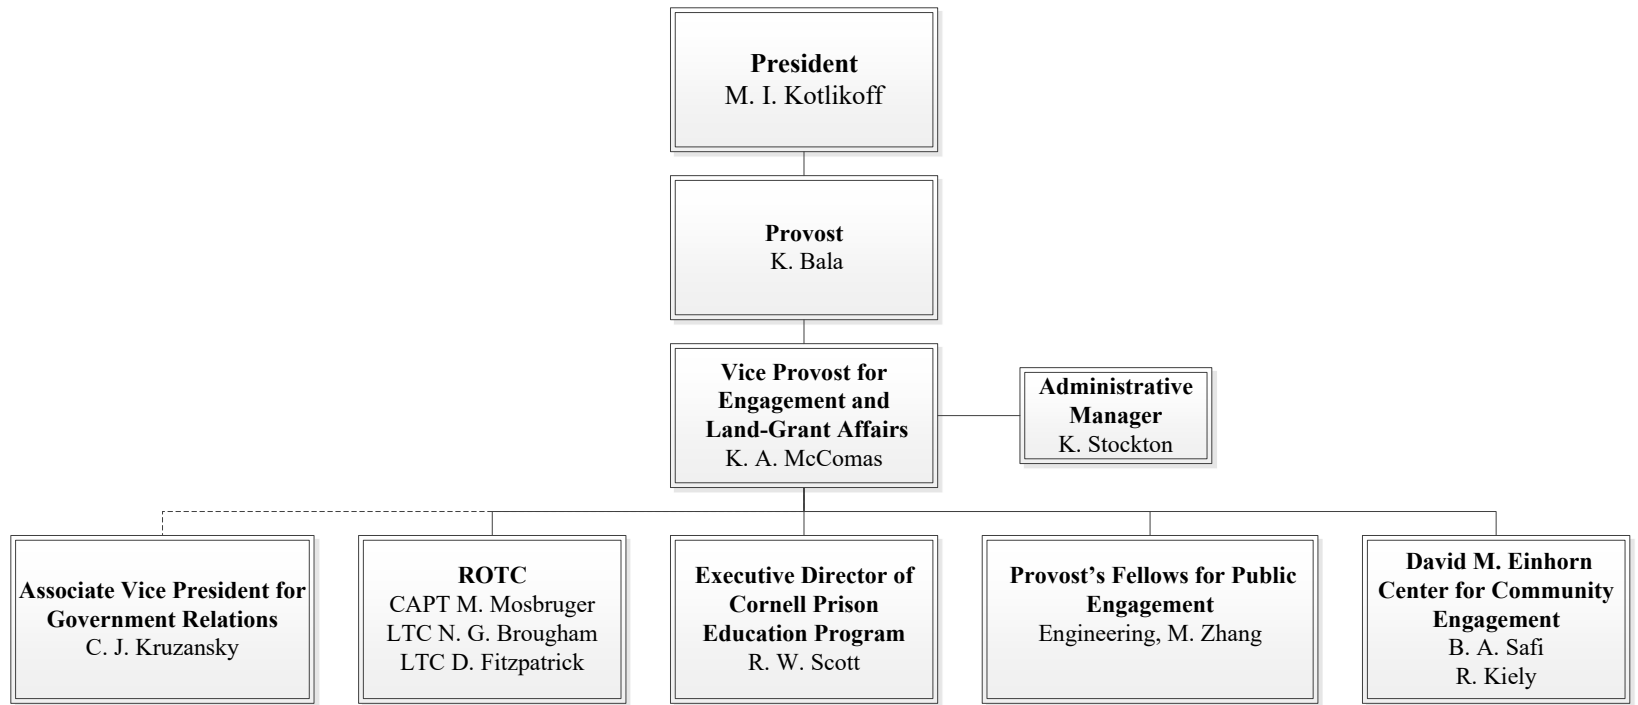 President
M. I. Kotlikoff
Provost
K. Bala
Vice Provost for
Engagement and
Land-Grant Affairs
K. A. McComas
Administrative
Manager
K. Stockton
Associate Vice President for
Government Relations
C. J. Kruzansky
ROTC
CAPT M. Mosbruger
LTC N. G. Brougham
LTC D. Fitzpatrick
Executive Director of
Cornell Prison
Education Program
R. W. Scott
Provost’s Fellows for Public
Engagement
Engineering, M. Zhang
David M. Einhorn
Center for Community
Engagement
B. A. Safi
R. Kiely